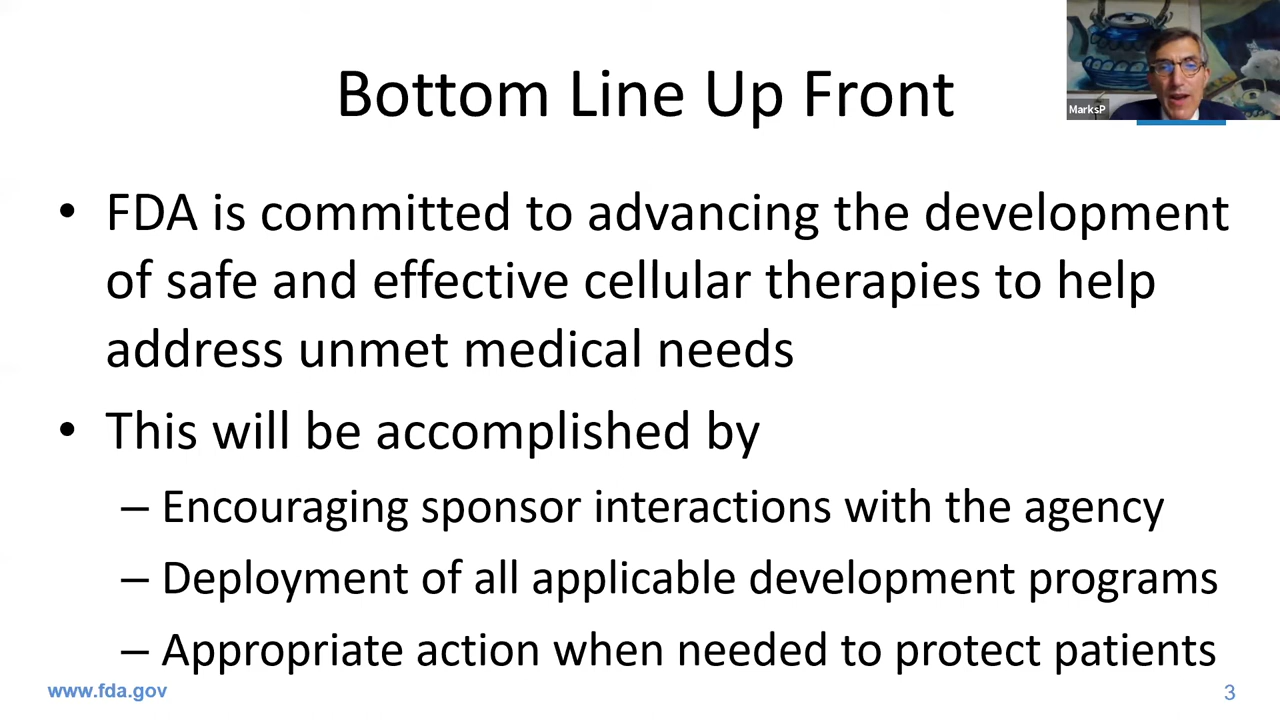 Bottom Line Up Front
MarksP
• FDA is committed to advancing the development
of safe and effective cellular therapies to help
address unmet medical needs
• This will be accomplished by
– Encouraging sponsor interactions with the agency
– Deployment of all applicable development programs
– Appropriate action when needed to protect patients
www.fda.gov
3